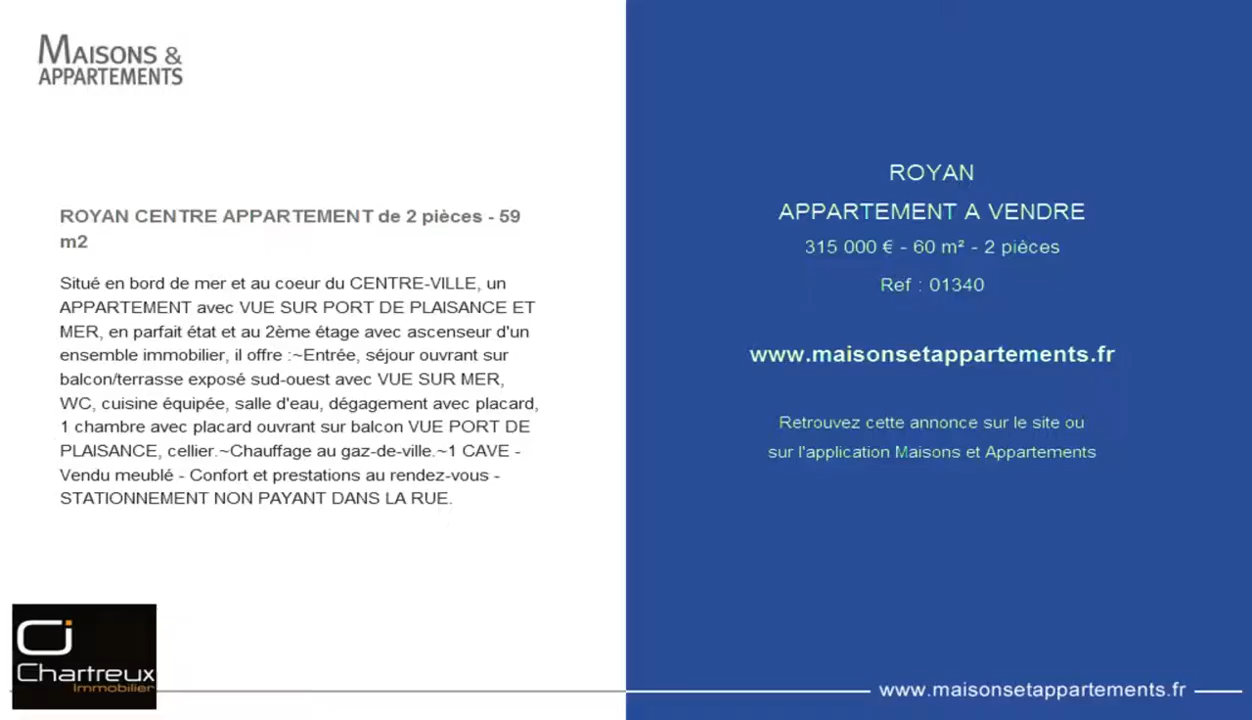 MAISONS &
APPARTEMENTS
ROYAN CENTRE APPARTEMENT de 2 pièces - 59
m2
Situé en bord de mer et au coeur du CENTRE-VILLE, un
APPARTEMENT avec VUE SUR PORT DE PLAISANCE ET
MER, en parfait état et au 2ème étage avec ascenseur d'un
ensemble immobilier, il offre :~Entrée, séjour ouvrant sur
balcon/terrasse exposé sud-ouest avec VUE SUR MER,
WC, cuisine équipée, salle d'eau, dégagement avec placard,
1 chambre avec placard ouvrant sur balcon VUE PORT DE
PLAISANCE, cellier.~Chauffage au gaz-de-ville.~1 CAVE -
Vendu meublé - Confort et prestations au rendez-vous -
STATIONNEMENT NON PAYANT DANS LA RUE.
Chartreux
Immobilier
ROYAN
APPARTEMENT A VENDRE
315 000 € - 60 m² - 2 pièces
Ref : 01340
www.maisonsetappartements.fr
Retrouvez cette annonce sur le site ou
sur l'application Maisons et Appartements
www.maisonsetappartements.fr